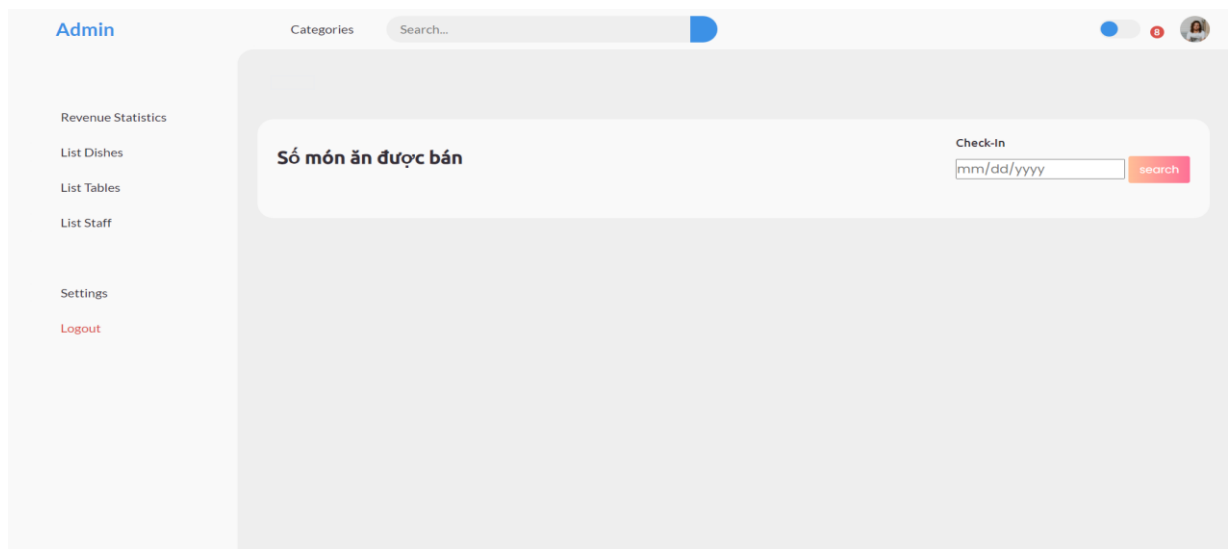 Admin
Categories
Search...
8
Revenue Statistics
List Dishes
List Tables
List Staff
Settings
Logout
Số món ăn được bán
Check-In
mm/dd/yyyy
search